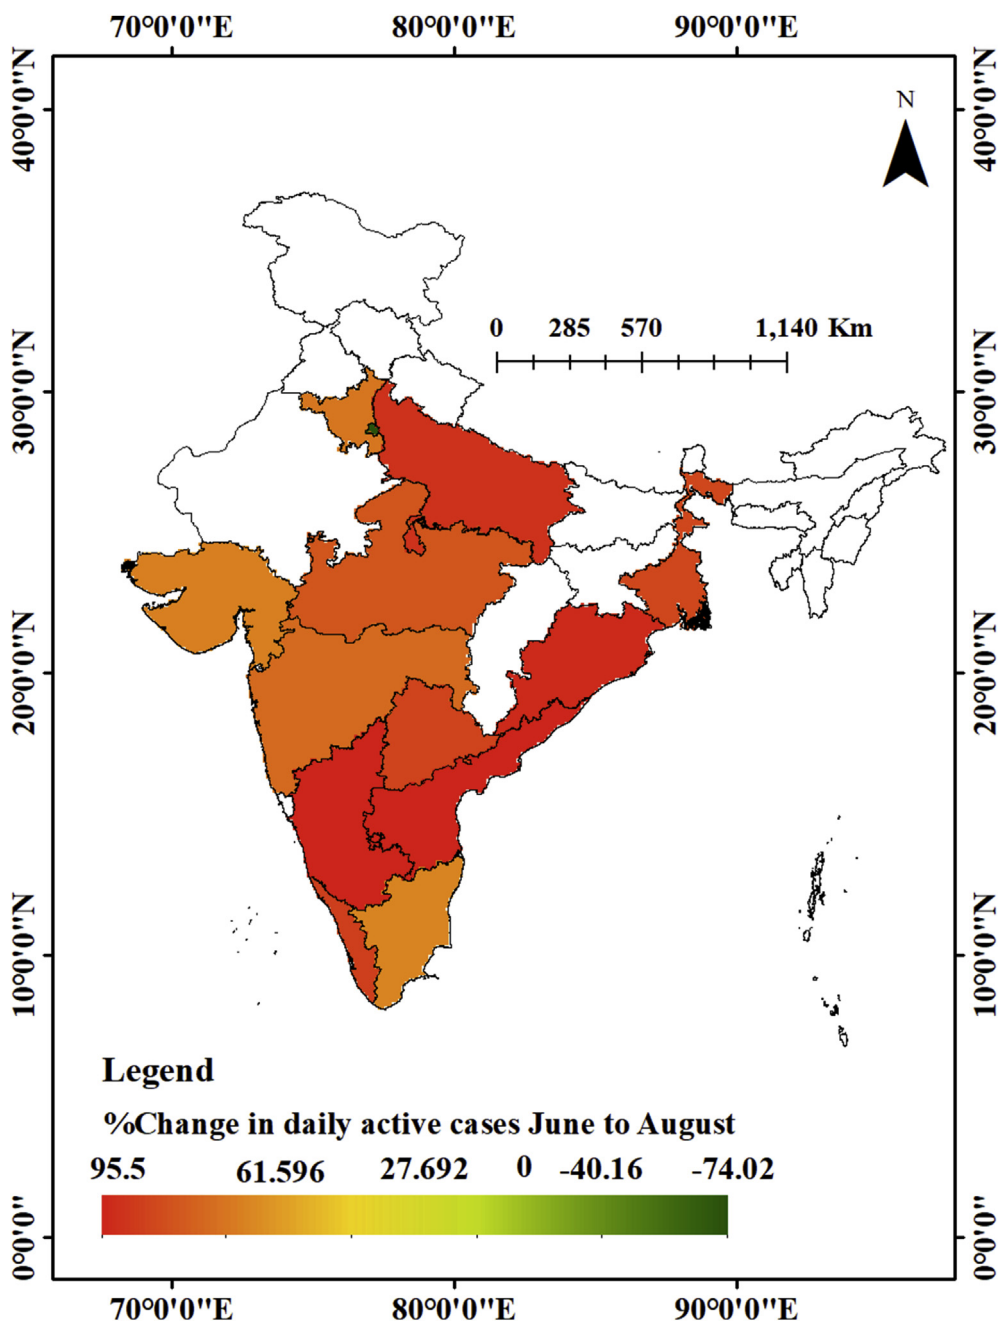 70°0'0"E 80°0'0"E 90°0'0"E
40°0'0"N 40°0'0"N
N
0 285 570 1,140 Km
30°0'0"N 30°0'0"N
20°0'0"N 20°0'0"N
10°0'0"N 10°0'0"N
Legend
%Change in daily active cases June to August
95.5 61.596 27.692 0 -40.16 -74.02
0°0'0" 0°0'0"
70°0'0"E 80°0'0"E 90°0'0"E